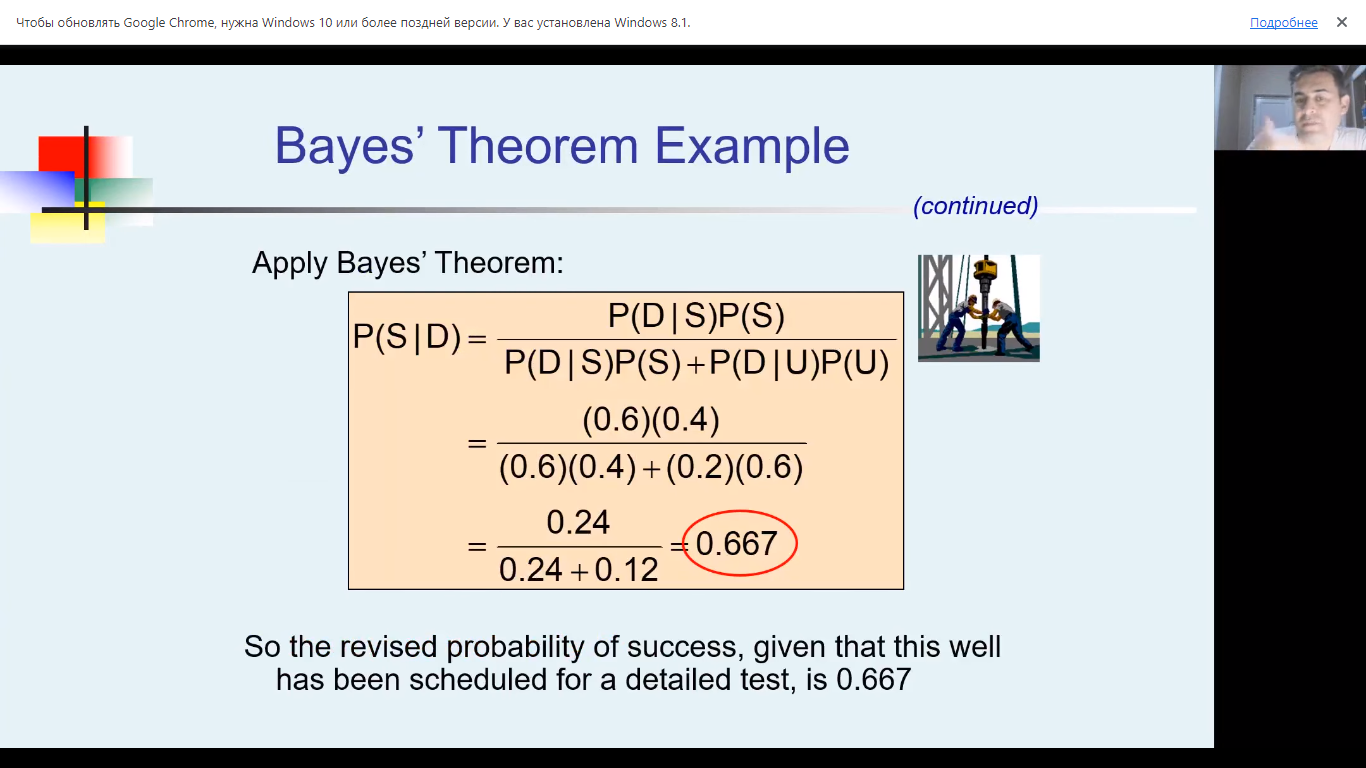 Чтобы обновлять Google Chrome, нужна Windows 10 или более поздней версии. У вас установлена Windows 8.1.
Подробнее
Bayes’ Theorem Example
(continued)
Apply Bayes’ Theorem:
P(S|D) = P(D|S)P(S) / P(D|S)P(S)+P(D|U)P(U)
= (0.6)(0.4) / (0.6)(0.4)+(0.2)(0.6)
= 0.24 / 0.24+0.12 = 0.667
So the revised probability of success, given that this well
has been scheduled for a detailed test, is 0.667